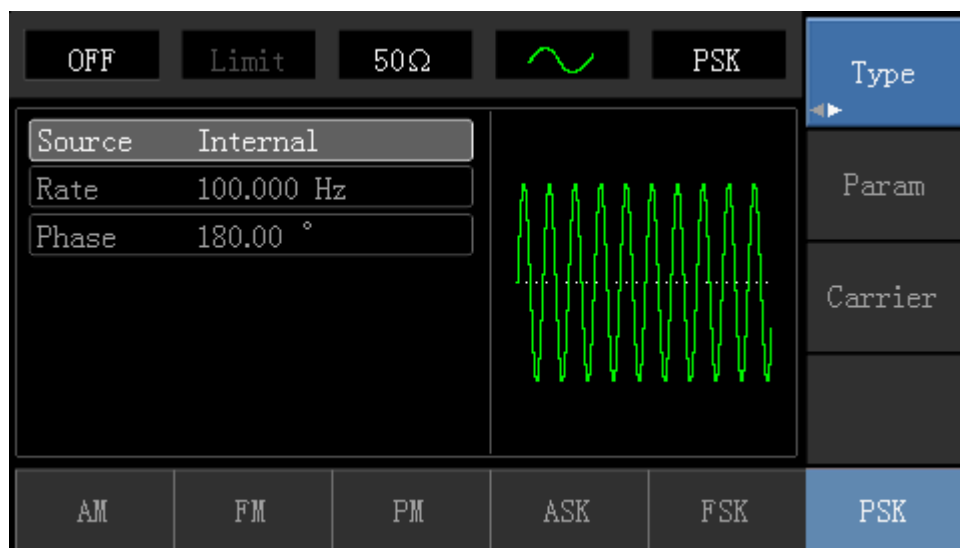 OFF Limit 50Ω PSK
Type
Source Internal
Rate 100.000 Hz
Phase 180.00 °
Param
Carrier
AM FM PM ASK FSK PSK